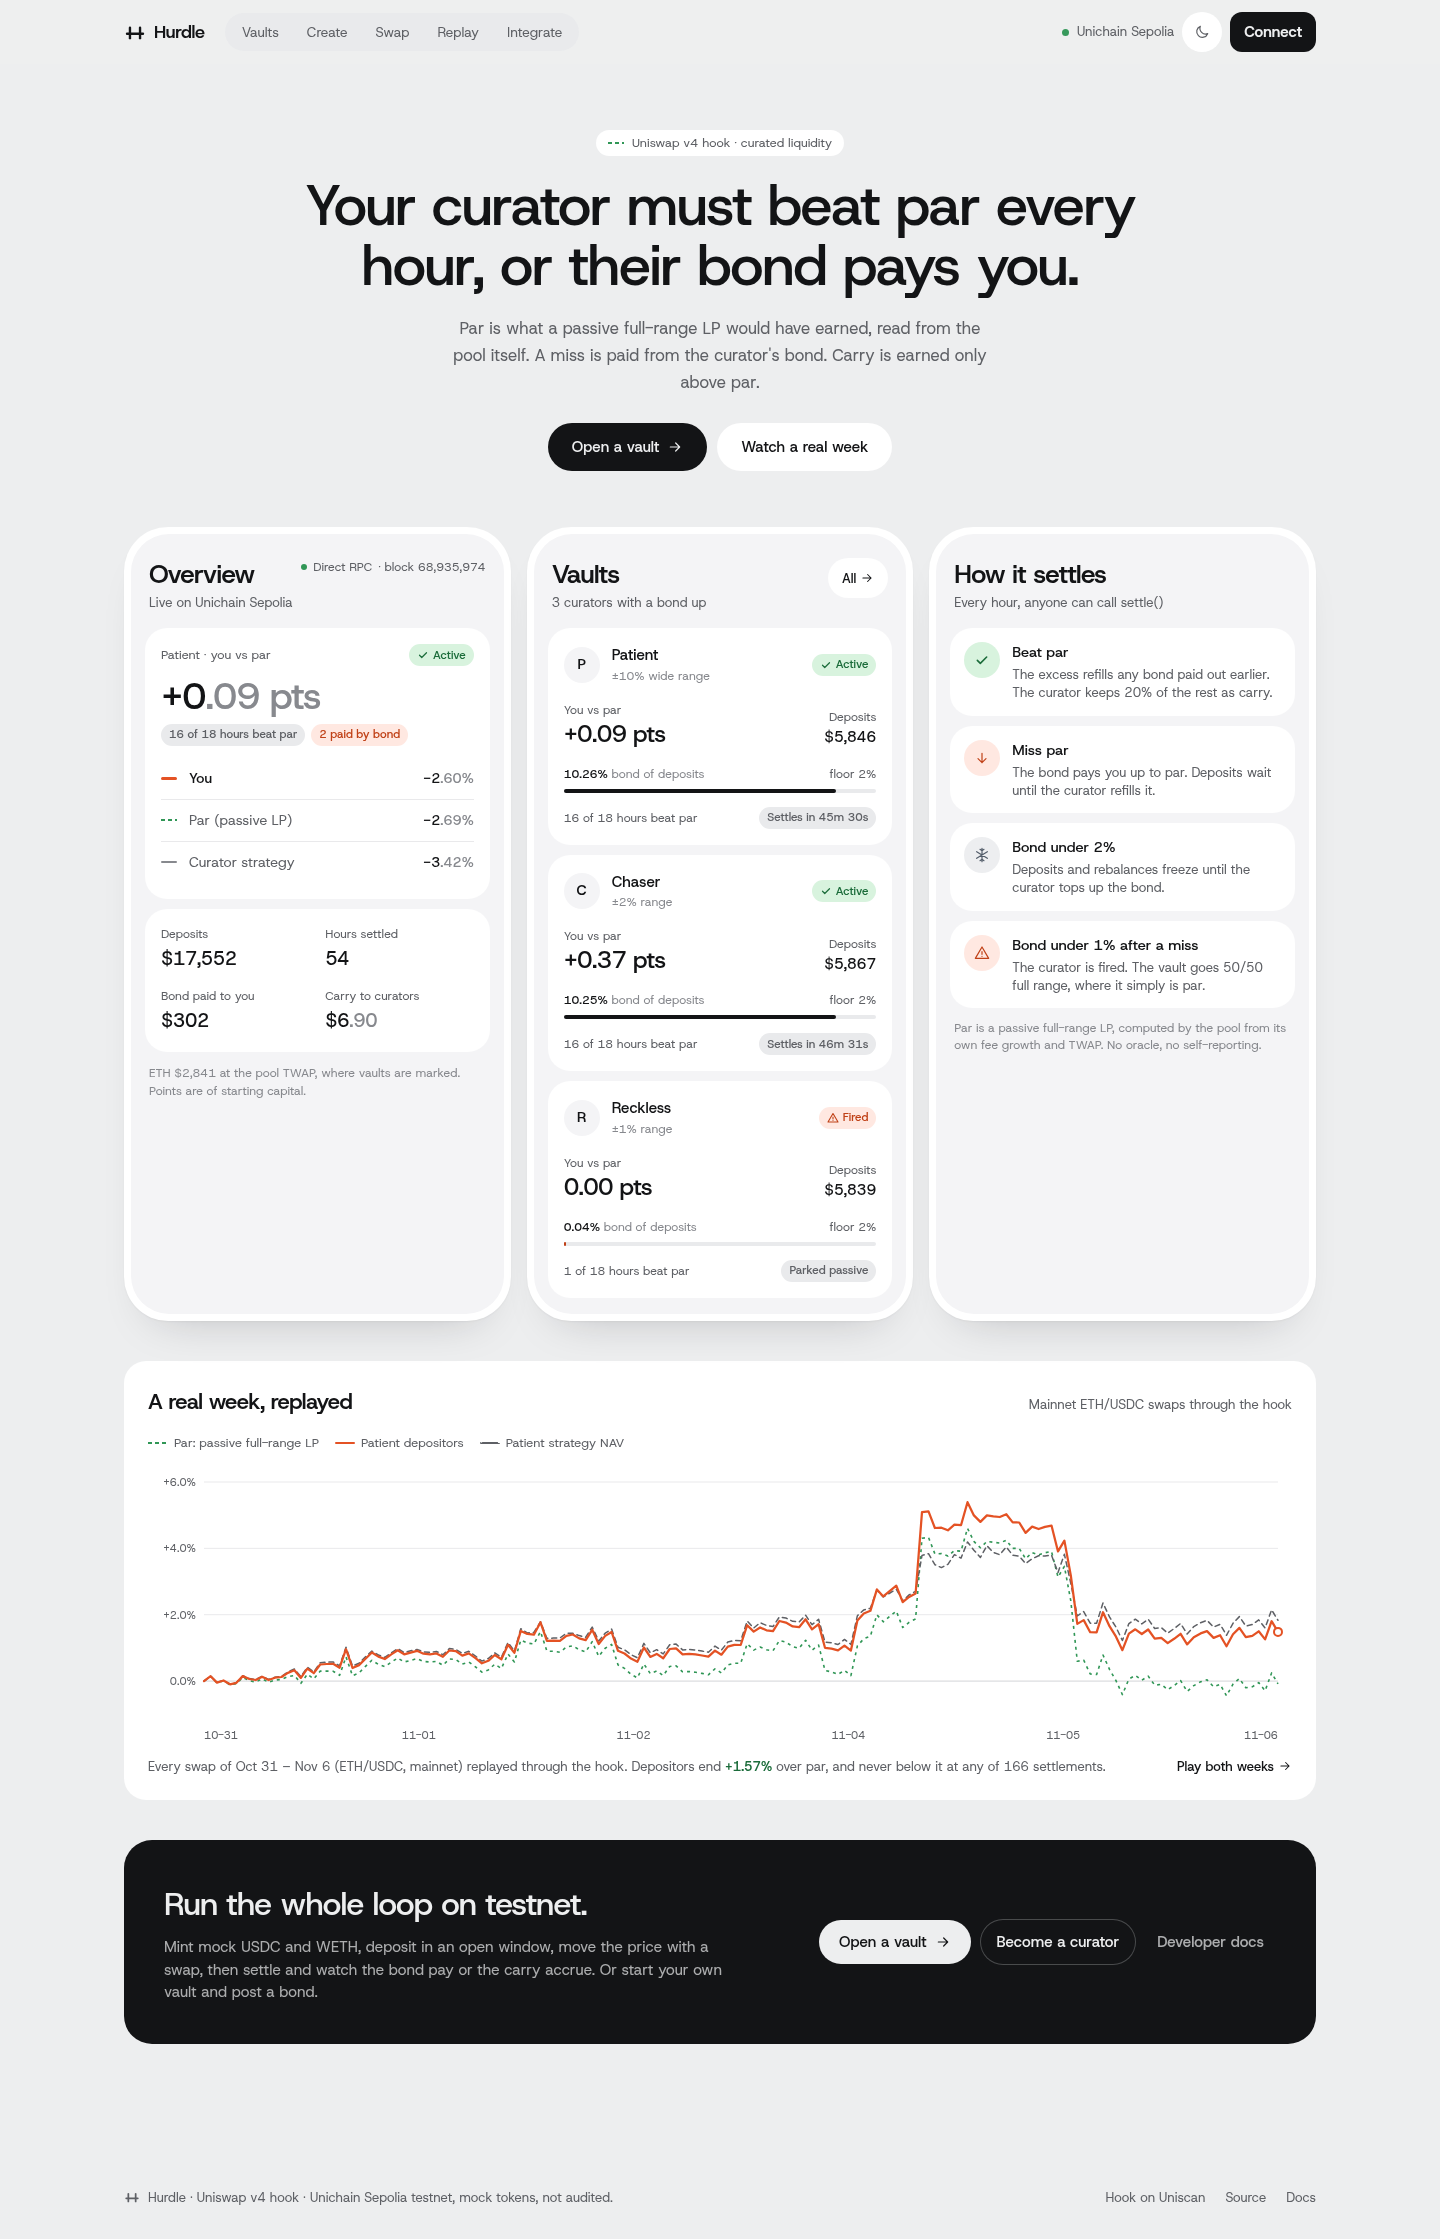 Hurdle
Vaults
Create
Swap
Replay
Integrate
Unichain Sepolia
Connect
Uniswap v4 hook · curated liquidity
Your curator must beat par every
hour, or their bond pays you.
Par is what a passive full-range LP would have earned, read from the
pool itself. A miss is paid from the curator's bond. Carry is earned only
above par.
Open a vault →
Watch a real week
Overview
Direct RPC · block 68,935,974
Live on Unichain Sepolia
Patient · you vs par
Active
+0.09 pts
16 of 18 hours beat par
2 paid by bond
You
−2.60%
Par (passive LP)
−2.69%
Curator strategy
−3.42%
Deposits
Hours settled
$17,552
54
Bond paid to you
Carry to curators
$302
$6.90
ETH $2,841 at the pool TWAP, where vaults are marked.
Points are of starting capital.
Vaults
All →
3 curators with a bond up
P
Patient
±10% wide range
Active
You vs par
Deposits
+0.09 pts
$5,846
10.26% bond of deposits
floor 2%
16 of 18 hours beat par
Settles in 45m 30s
C
Chaser
±2% range
Active
You vs par
Deposits
+0.37 pts
$5,867
10.25% bond of deposits
floor 2%
16 of 18 hours beat par
Settles in 46m 31s
R
Reckless
±1% range
Fired
You vs par
Deposits
0.00 pts
$5,839
0.04% bond of deposits
floor 2%
1 of 18 hours beat par
Parked passive
How it settles
Every hour, anyone can call settle()
Beat par
The excess refills any bond paid out earlier.
The curator keeps 20% of the rest as carry.
Miss par
The bond pays you up to par. Deposits wait
until the curator refills it.
Bond under 2%
Deposits and rebalances freeze until the
curator tops up the bond.
Bond under 1% after a miss
The curator is fired. The vault goes 50/50
full range, where it simply is par.
Par is a passive full-range LP, computed by the pool from its
own fee growth and TWAP. No oracle, no self-reporting.
A real week, replayed
Mainnet ETH/USDC swaps through the hook
Par: passive full-range LP
Patient depositors
Patient strategy NAV
+6.0%
+4.0%
+2.0%
0.0%
10-31
11-01
11-02
11-04
11-05
11-06
Every swap of Oct 31 – Nov 6 (ETH/USDC, mainnet) replayed through the hook. Depositors end +1.57% over par, and never below it at any of 166 settlements.
Play both weeks →
Run the whole loop on testnet.
Mint mock USDC and WETH, deposit in an open window, move the price with a
swap, then settle and watch the bond pay or the carry accrue. Or start your own
vault and post a bond.
Open a vault →
Become a curator
Developer docs
Hurdle · Uniswap v4 hook · Unichain Sepolia testnet, mock tokens, not audited.
Hook on Uniscan
Source
Docs